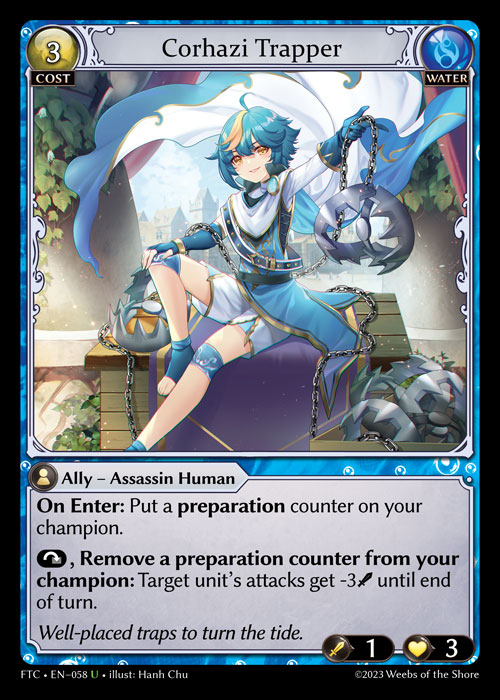 3
Corhazi Trapper
COST
WATER
Ally – Assassin Human
On Enter: Put a preparation counter on your
champion.
, Remove a preparation counter from your
champion: Target unit's attacks get -3 until end
of turn.
Well-placed traps to turn the tide.
1
3
FTC • EN–058 U • illust: Hanh Chu
©2023 Weebs of the Shore